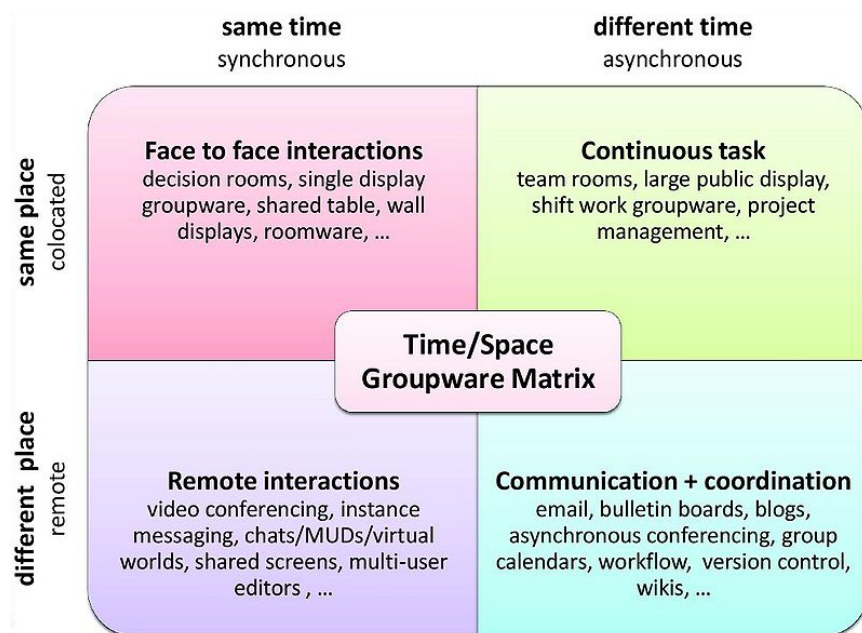 same time
synchronous
different time
asynchronous
same place
colocated
Face to face interactions
decision rooms, single display
groupware, shared table, wall
displays, roomware, ...
Continuous task
team rooms, large public display,
shift work groupware, project
management, ...
Time/Space
Groupware Matrix
different place
remote
Remote interactions
video conferencing, instance
messaging, chats/MUDs/virtual
worlds, shared screens, multi-user
editors , ...
Communication + coordination
email, bulletin boards, blogs,
asynchronous conferencing, group
calendars, workflow, version control,
wikis, ...